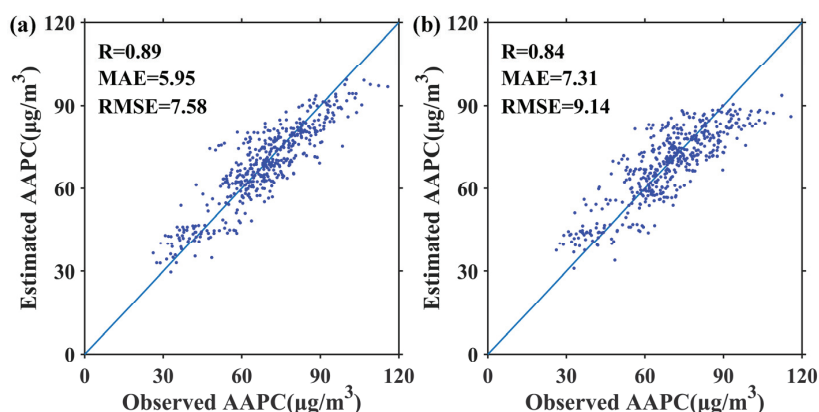 (a)
R=0.89
MAE=5.95
RMSE=7.58
120
90
60
30
0
Estimated AAPC(μg/m³)
0 30 60 90 120
Observed AAPC(μg/m³)
(b)
R=0.84
MAE=7.31
RMSE=9.14
120
90
60
30
0
Estimated AAPC(μg/m³)
0 30 60 90 120
Observed AAPC(μg/m³)